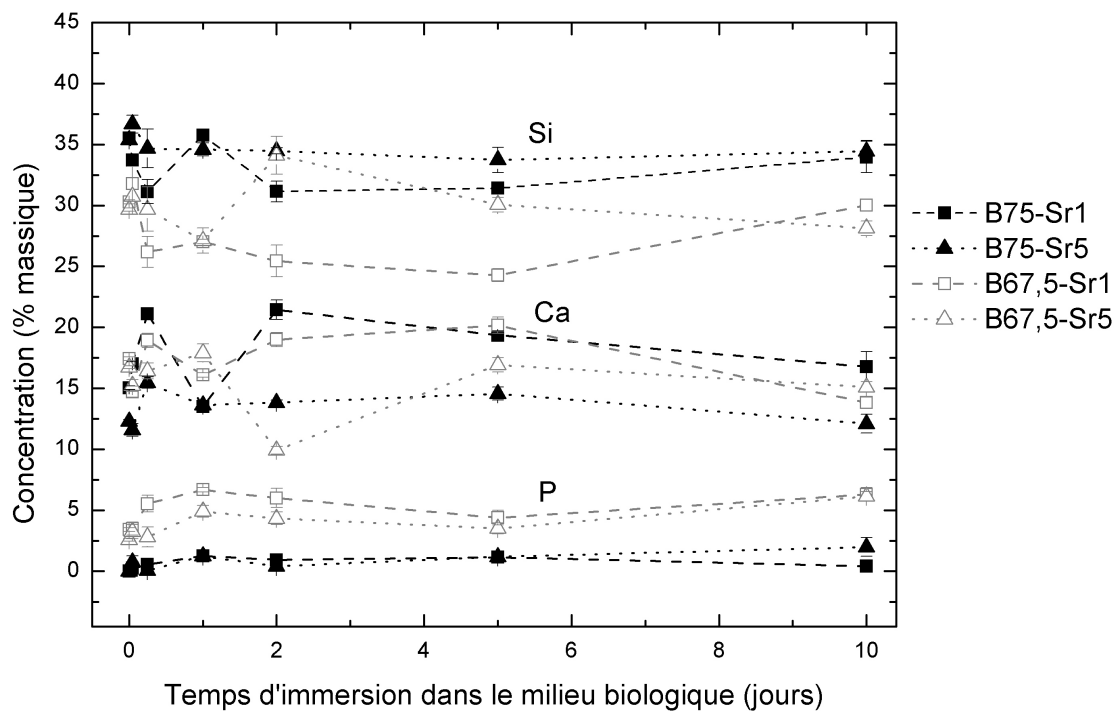 45
40
35
30
25
20
15
10
5
0
Concentration (% massique)
Si
Ca
P
0
2
4
6
8
10
Temps d'immersion dans le milieu biologique (jours)
B75-Sr1
B75-Sr5
B67,5-Sr1
B67,5-Sr5